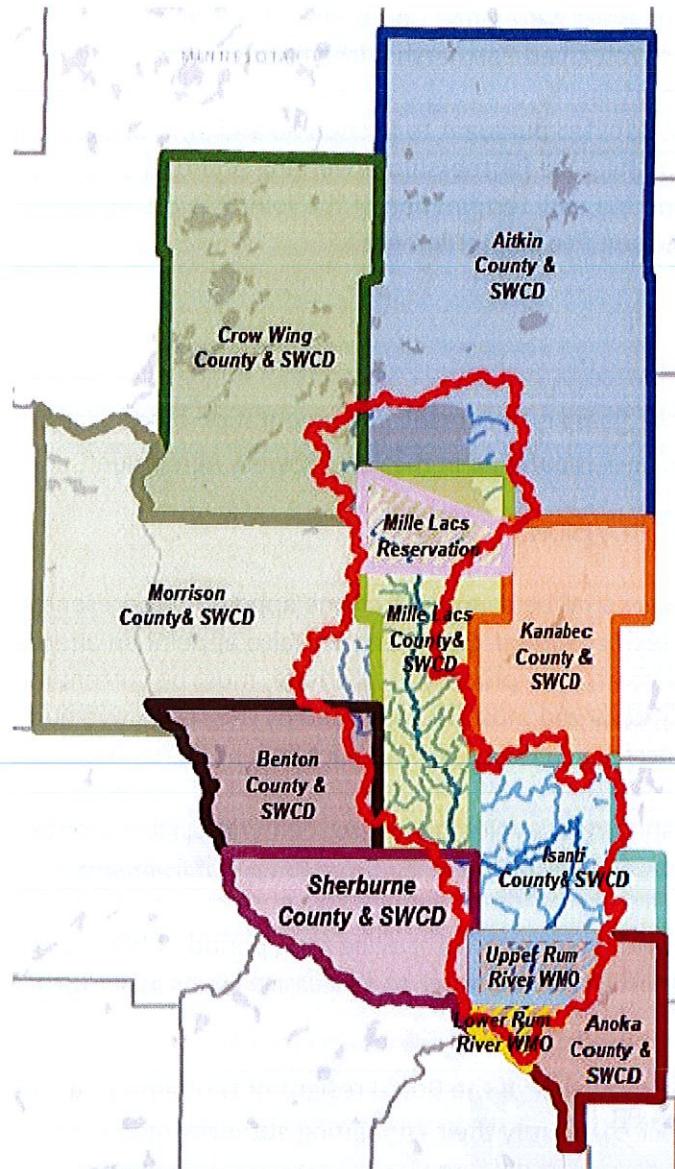 Aitkin
County &
SWCD
Crow Wing
County & SWCD
Mille Lacs
Reservation
Morrison
County& SWCD
Mille Lacs
County&
SWCD
Kanabec
County &
SWCD
Benton
County &
SWCD
Isanti
County& SWCD
Sherburne
County & SWCD
Upper Rum
River WMO
Lower Rum
River WMO
Anoka
County &
SWCD